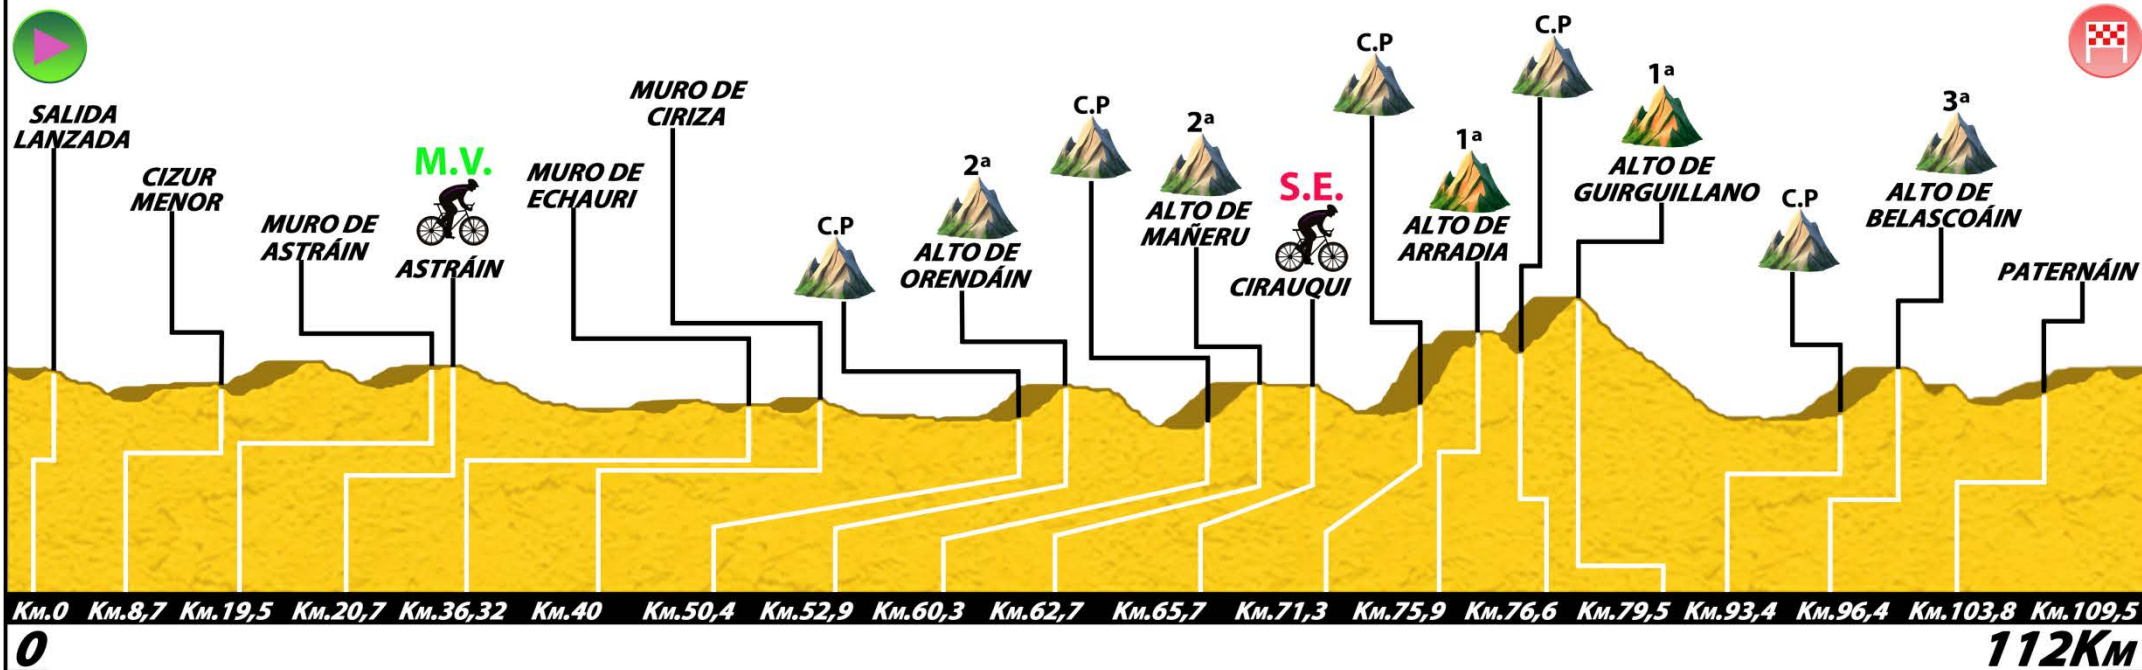 SALIDA
LANZADA
CIZUR
MENOR
MURO DE
ASTRÁIN
M.V.
ASTRÁIN
MURO DE
ECHAURI
MURO DE
CIRIZA
C.P
2ª
ALTO DE
ORENDÁIN
C.P
2ª
ALTO DE
MAÑERU
S.E.
CIRAUQUI
C.P
1ª
ALTO DE
ARRADIA
C.P
1ª
ALTO DE
GUIRGUILLANO
C.P
3ª
ALTO DE
BELASCOÁIN
PATERNÁIN
KM.0 KM.8,7 KM.19,5 KM.20,7 KM.36,32 KM.40 KM.50,4 KM.52,9 KM.60,3 KM.62,7 KM.65,7 KM.71,3 KM.75,9 KM.76,6 KM.79,5 KM.93,4 KM.96,4 KM.103,8 KM.109,5
0 112KM